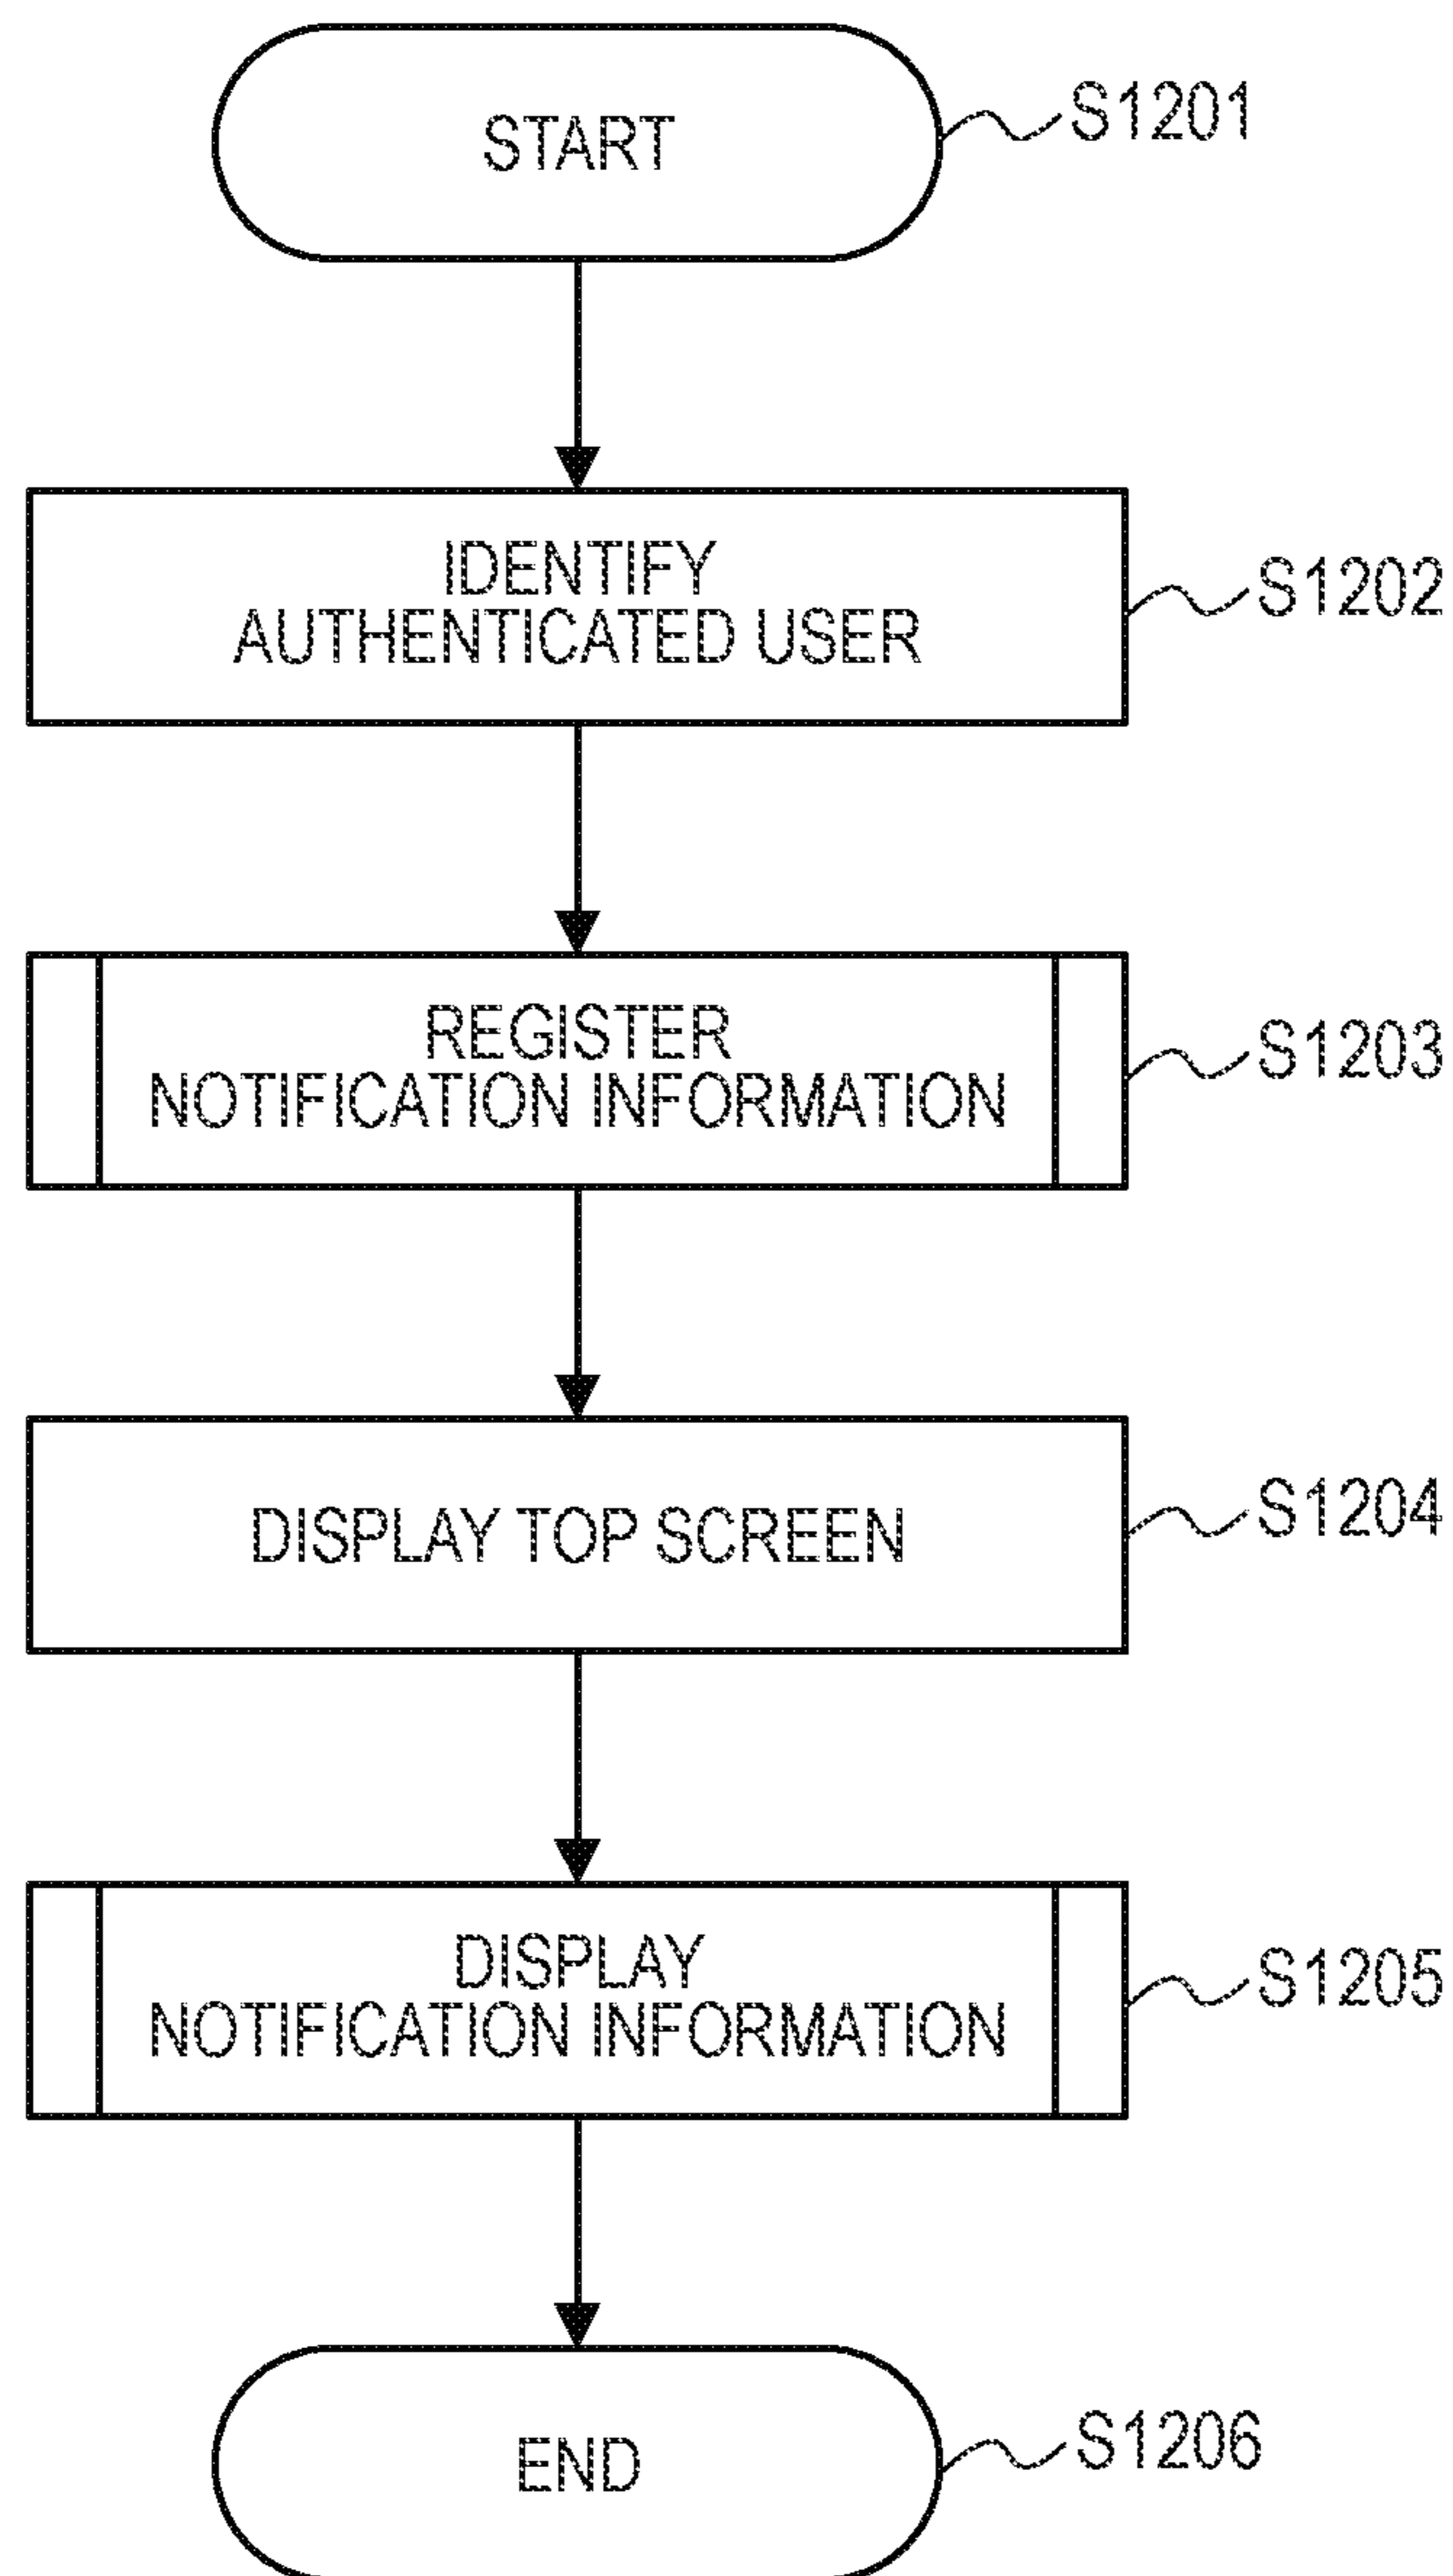 START
S1201
IDENTIFY
AUTHENTICATED USER
S1202
REGISTER
NOTIFICATION INFORMATION
S1203
DISPLAY TOP SCREEN
S1204
DISPLAY
NOTIFICATION INFORMATION
S1205
END
S1206